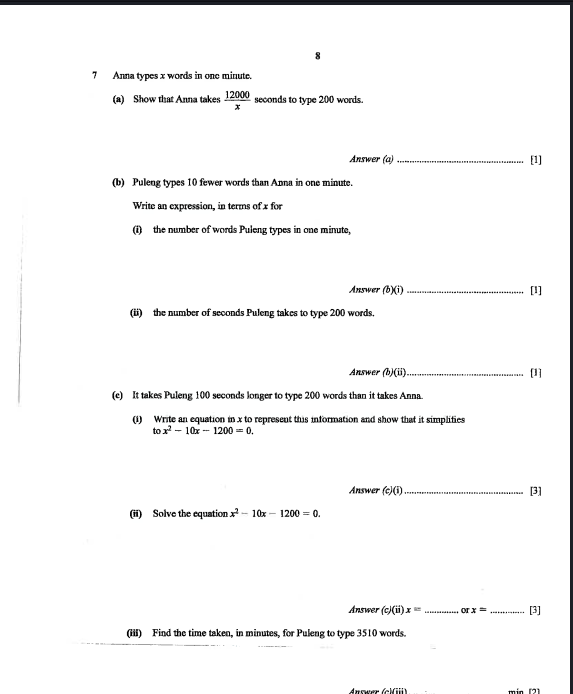 8
7 Anna types x words in one minute.
(a) Show that Anna takes 12000/x seconds to type 200 words.
Answer (a) ................................................ [1]
(b) Puleng types 10 fewer words than Anna in one minute.
Write an expression, in terms of x for
(i) the number of words Puleng types in one minute,
Answer (b)(i) ............................................ [1]
(ii) the number of seconds Puleng takes to type 200 words.
Answer (b)(ii)............................................ [1]
(c) It takes Puleng 100 seconds longer to type 200 words than it takes Anna.
(i) Write an equation in x to represent this information and show that it simplifies
to x² − 10x − 1200 = 0.
Answer (c)(i)............................................. [3]
(ii) Solve the equation x² − 10x − 1200 = 0.
Answer (c)(ii) x = .............. or x = .............. [3]
(iii) Find the time taken, in minutes, for Puleng to type 3510 words.
Answer (c)(iii) min [2]